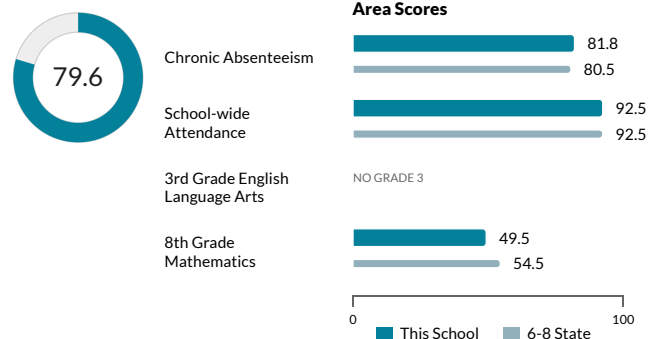 Area Scores
79.6
Chronic Absenteeism
81.8
80.5
School-wide
Attendance
92.5
92.5
3rd Grade English
Language Arts
NO GRADE 3
8th Grade
Mathematics
49.5
54.5
0
100
This School
6-8 State